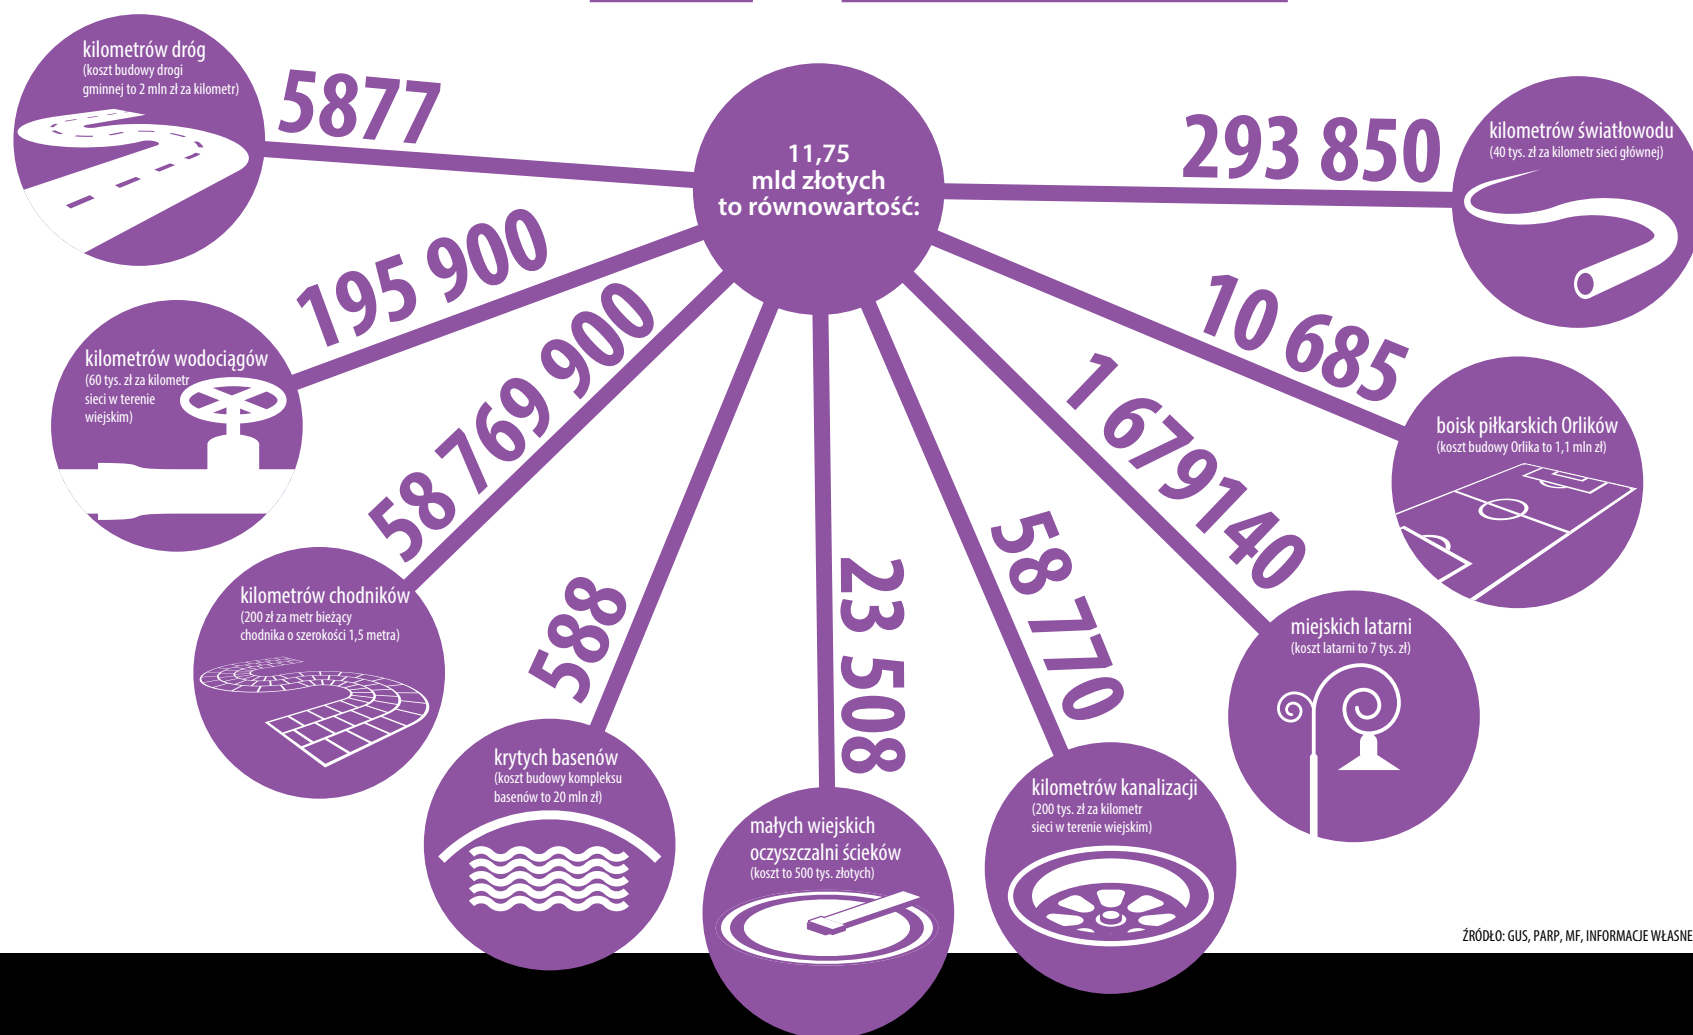 11,75
mld złotych
to równowartość:
5877
kilometrów dróg
(koszt budowy drogi
gminnej to 2 mln zł za kilometr)
195 900
kilometrów wodociągów
(60 tys. zł za kilometr
sieci w terenie
wiejskim)
58 769 900
kilometrów chodników
(200 zł za metr bieżący
chodnika o szerokości 1,5 metra)
588
krytych basenów
(koszt budowy kompleksu
basenów to 20 mln zł)
23 508
małych wiejskich
oczyszczalni ścieków
(koszt to 500 tys. złotych)
58 770
kilometrów kanalizacji
(200 tys. zł za kilometr
sieci w terenie wiejskim)
1 679140
miejskich latarni
(koszt latarni to 7 tys. zł)
10 685
boisk piłkarskich Orlików
(koszt budowy Orlika to 1,1 mln zł)
293 850
kilometrów światłowodu
(40 tys. zł za kilometr sieci głównej)
ŹRÓDŁO: GUS, PARP, MF, INFORMACJE WŁASNE